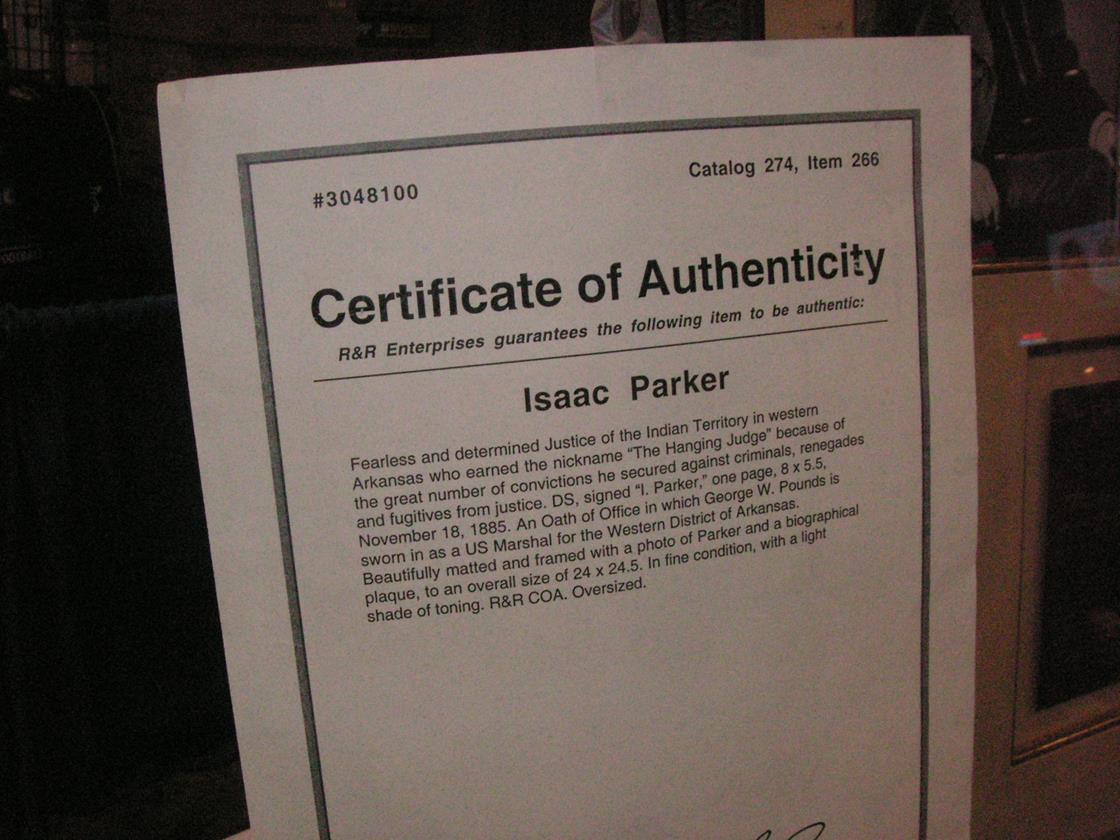 #3048100
Catalog 274, Item 266
Certificate of Authenticity
R&R Enterprises guarantees the following item to be authentic:
Isaac Parker
Fearless and determined Justice of the Indian Territory in western
Arkansas who earned the nickname “The Hanging Judge” because of
the great number of convictions he secured against criminals, renegades
and fugitives from justice. DS, signed “I. Parker,” one page, 8 x 5.5,
November 18, 1885. An Oath of Office in which George W. Pounds is
sworn in as a US Marshal for the Western District of Arkansas.
Beautifully matted and framed with a photo of Parker and a biographical
plaque, to an overall size of 24 x 24.5. In fine condition, with a light
shade of toning. R&R COA. Oversized.